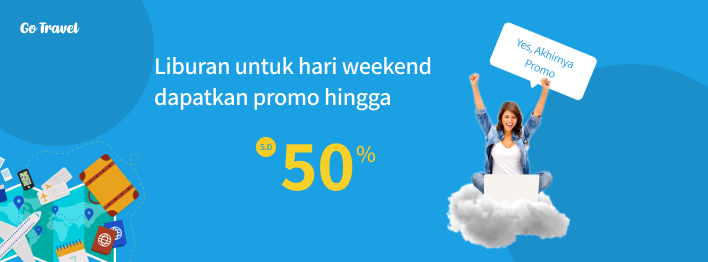 Go Travel
Yes, Akhirnya
Promo
Liburan untuk hari weekend
dapatkan promo hingga
S.D 50%